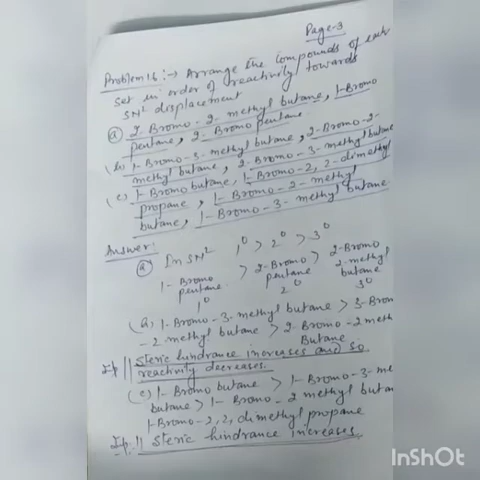 Page-3
Problem 16:→ Arrange the compounds of each
set in order of reactivity towards
SN² displacement
(a) 2-Bromo-2-methyl butane, 1-Bromo
pentane, 2-Bromo pentane.
(b) 1-Bromo-3-methyl butane, 2-Bromo-2-
methyl butane, 2-Bromo-3-methyl butane
(c) 1-Bromo butane, 1-Bromo-2,2-dimethyl
propane, 1-Bromo-2-methyl
butane, 1-Bromo-3-methyl butane.
Answer:
(a) In SN² 1° > 2° > 3°
1-Bromo > 2-Bromo > 2-Bromo
pentane pentane 2-methyl
1° 2° butane
3°
1-Bromo-3-methyl butane > 3-Brom
-2 methyl butane > 2-Bromo-2 meth
Butane
Steric hindrance increases and so
reactivity decreases.
(c) 1-Bromo butane > 1-Bromo-3-me
butane > 1-Bromo-2 methyl butan
1-Bromo-2,2, dimethyl propane
Steric hindrance increases.
InShOt